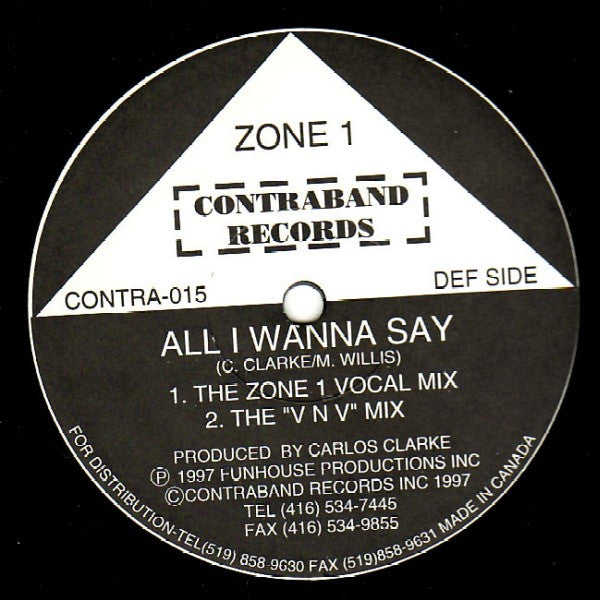 ZONE 1
CONTRABAND
RECORDS
CONTRA-015
DEF SIDE
ALL I WANNA SAY
(C. CLARKE/M. WILLIS)
1. THE ZONE 1 VOCAL MIX
2. THE "V N V" MIX
PRODUCED BY CARLOS CLARKE
Ⓟ 1997 FUNHOUSE PRODUCTIONS INC
©CONTRABAND RECORDS INC 1997
TEL (416) 534-7445
FAX (416) 534-9855
FOR DISTRIBUTION-TEL(519) 858-9630 FAX (519)858-9631 MADE IN CANADA